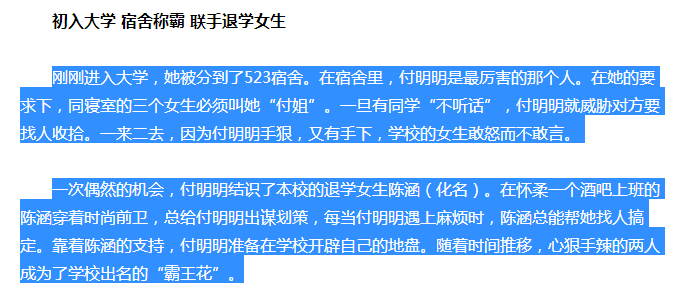 初入大学 宿舍称霸 联手退学女生
刚刚进入大学，她被分到了523宿舍。在宿舍里，付明明是最厉害的那个人。在她的要
求下，同寝室的三个女生必须叫她“付姐”。一旦有同学“不听话”，付明明就威胁对方要
找人收拾。一来二去，因为付明明手狠，又有手下，学校的女生敢怒而不敢言。
一次偶然的机会，付明明结识了本校的退学女生陈涵（化名）。在怀柔一个酒吧上班的
陈涵穿着时尚前卫，总给付明明出谋划策，每当付明明遇上麻烦时，陈涵总能帮她找人搞
定。靠着陈涵的支持，付明明准备在学校开辟自己的地盘。随着时间推移，心狠手辣的两人
成为了学校出名的“霸王花”。